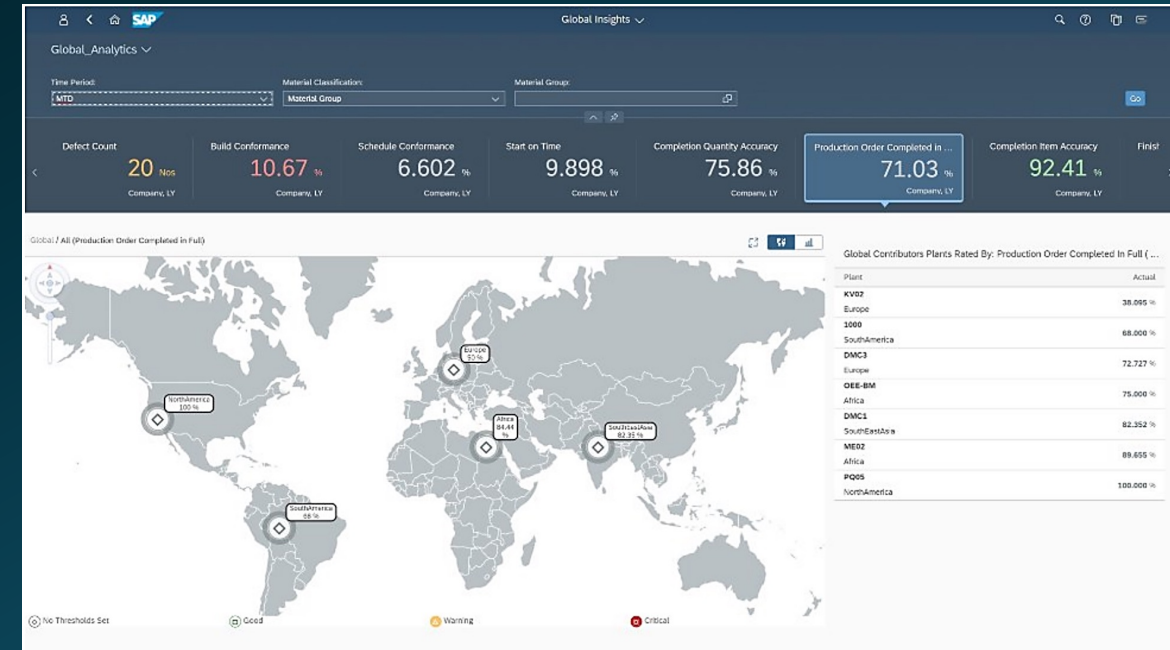 SAP
Global Insights
Global_Analytics
Time Period:
Material Classification:
Material Group:
MTD
Material Group
Go
Defect Count
20 Nos
Company, LY
Build Conformance
10.67 %
Company, LY
Schedule Conformance
6.602 %
Company, LY
Start on Time
9.898 %
Company, LY
Completion Quantity Accuracy
75.86 %
Company, LY
Production Order Completed in ...
71.03 %
Company, LY
Completion Item Accuracy
92.41 %
Company, LY
Finish
Global / All (Production Order Completed in Full)
NorthAmerica
100 %
Europe
50 %
Africa
84.44
%
SouthEastAsia
82.35 %
SouthAmerica
68 %
No Thresholds Set
Good
Warning
Critical
Global Contributors Plants Rated By: Production Order Completed In Full ( ...
Plant Actual
KV02
Europe
38.095 %
1000
SouthAmerica
68.000 %
DMC3
Europe
72.727 %
OEE-BM
Africa
75.000 %
DMC1
SouthEastAsia
82.352 %
ME02
Africa
89.655 %
PQ05
NorthAmerica
100.000 %